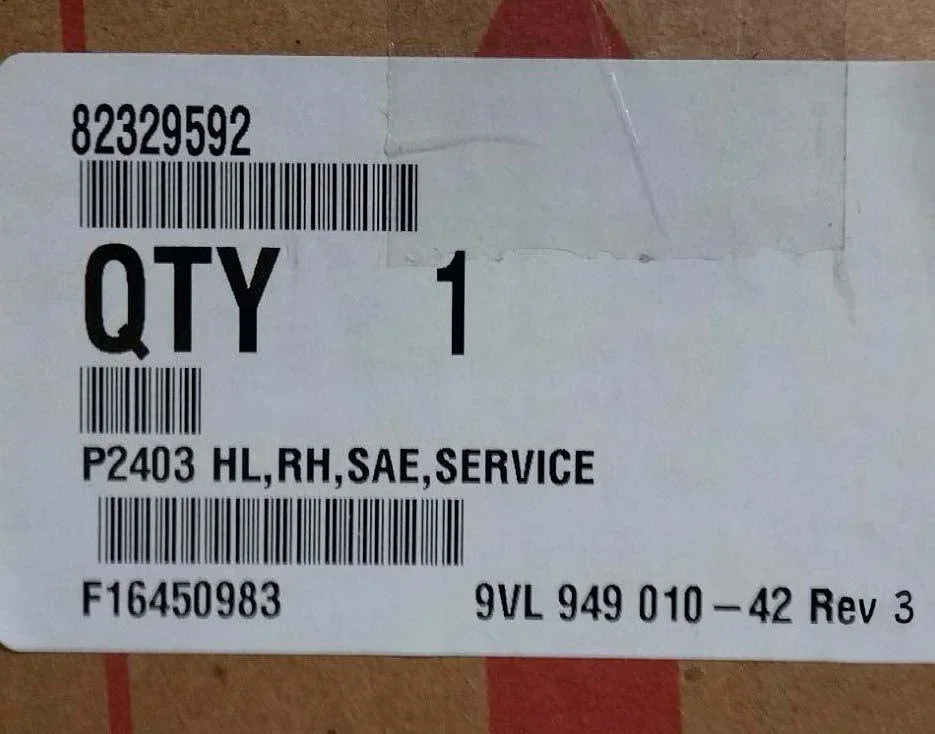 82329592
QTY 1
P2403 HL,RH,SAE,SERVICE
F16450983 9VL 949 010-42 Rev 3